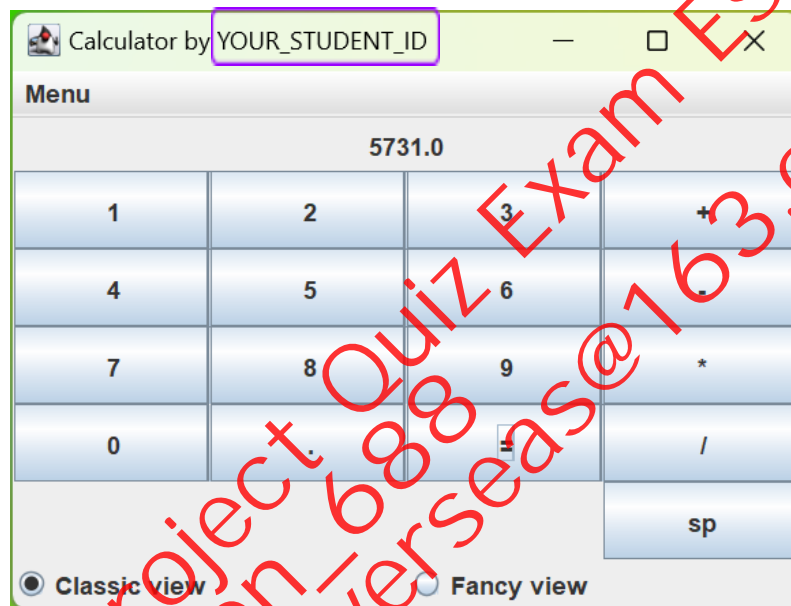 Calculator by YOUR_STUDENT_ID
Menu
5731.0
1 2 3 +
4 5 6 -
7 8 9 *
0 . = /
sp
Classic view Fancy view
Project Quiz Exam
688
overseas@163.